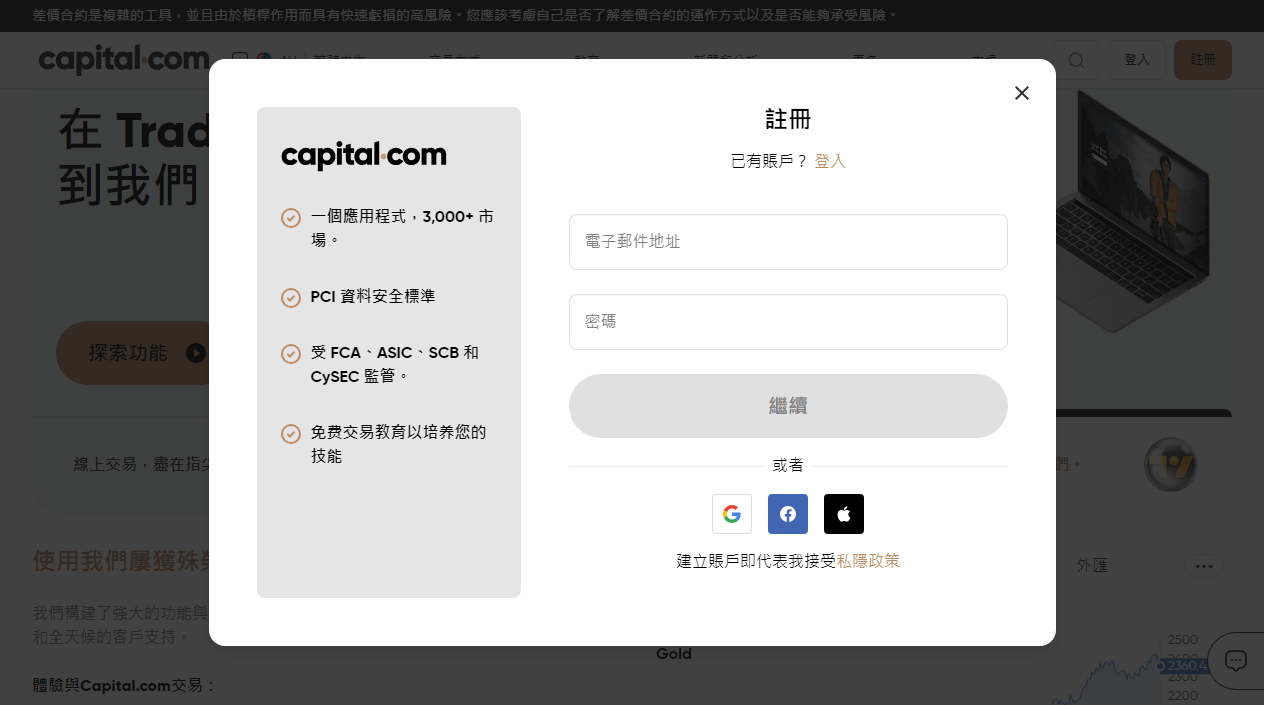 差價合約是複雜的工具，並且由於槓桿作用而具有快速虧損的高風險。您應該考慮自己是否了解差價合約的運作方式以及是否能夠承受風險。
capital.com
登入
註冊
在 Trad
到我們
探索功能
線上交易，盡在指尖
們。
使用我們屢獲殊榮
我們構建了強大的功能與
和全天候的客戶支持。
體驗與Capital.com交易：
capital.com
一個應用程式，3,000+ 市
場。
PCI 資料安全標準
受 FCA、ASIC、SCB 和
CySEC 監管。
免费交易教育以培养您的
技能
註冊
已有賬戶？ 登入
電子郵件地址
密碼
繼續
或者
建立賬戶即代表我接受私隱政策
外匯
Gold
2500
2360.4
2300
2200